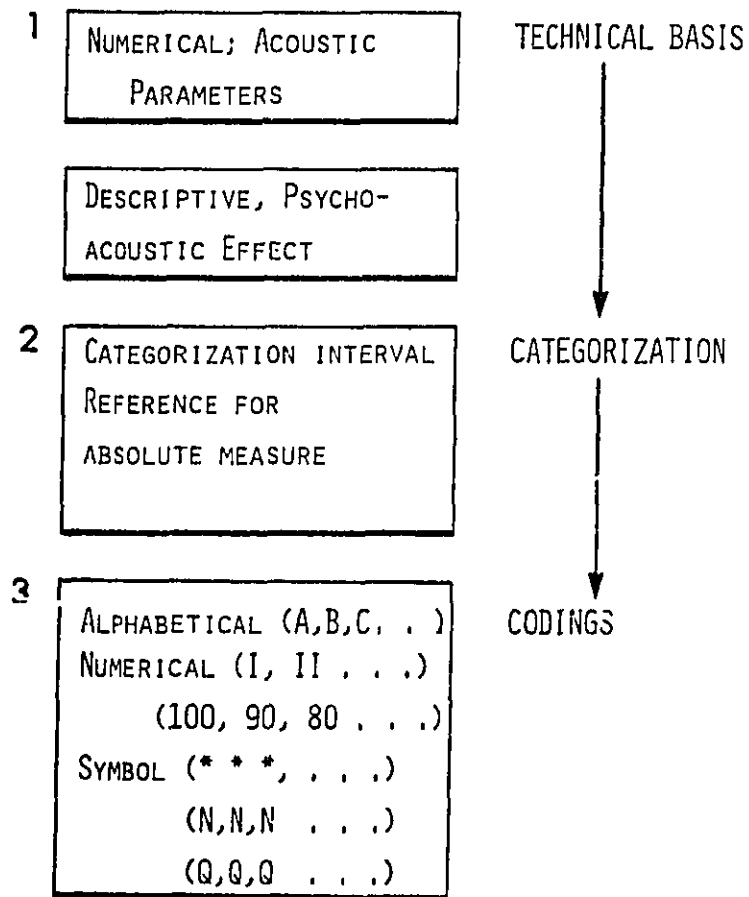 1
NUMERICAL; ACOUSTIC
PARAMETERS
TECHNICAL BASIS
DESCRIPTIVE, PSYCHO-
ACOUSTIC EFFECT
2
CATEGORIZATION INTERVAL
REFERENCE FOR
ABSOLUTE MEASURE
CATEGORIZATION
3
ALPHABETICAL (A,B,C. . )
NUMERICAL (I, II . . .)
(100, 90, 80 . . .)
SYMBOL (* * *, . . .)
(N,N,N . . .)
(Q,Q,Q . . .)
CODINGS